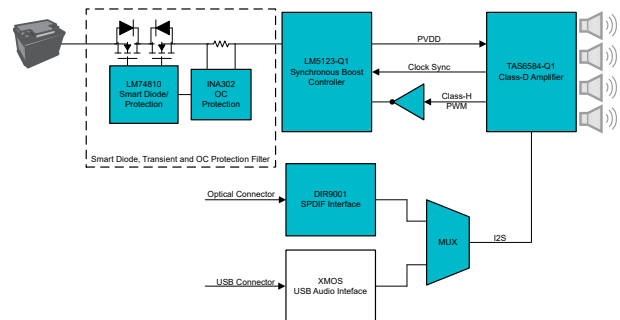 LM74810
Smart Diode/
Protection
INA302
OC
Protection
Smart Diode, Transient and OC Protection Filter
LM5123-Q1
Synchronous Boost
Controller
PVDD
Clock Sync
Class-H
PWM
TAS6584-Q1
Class-D Amplifier
Optical Connector
DIR9001
SPDIF Interface
MUX
I2S
USB Connector
XMOS
USB Audio Inteface